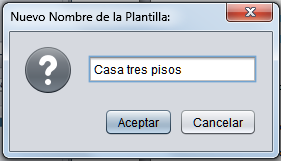 Nuevo Nombre de la Plantilla:
Casa tres pisos
Aceptar Cancelar